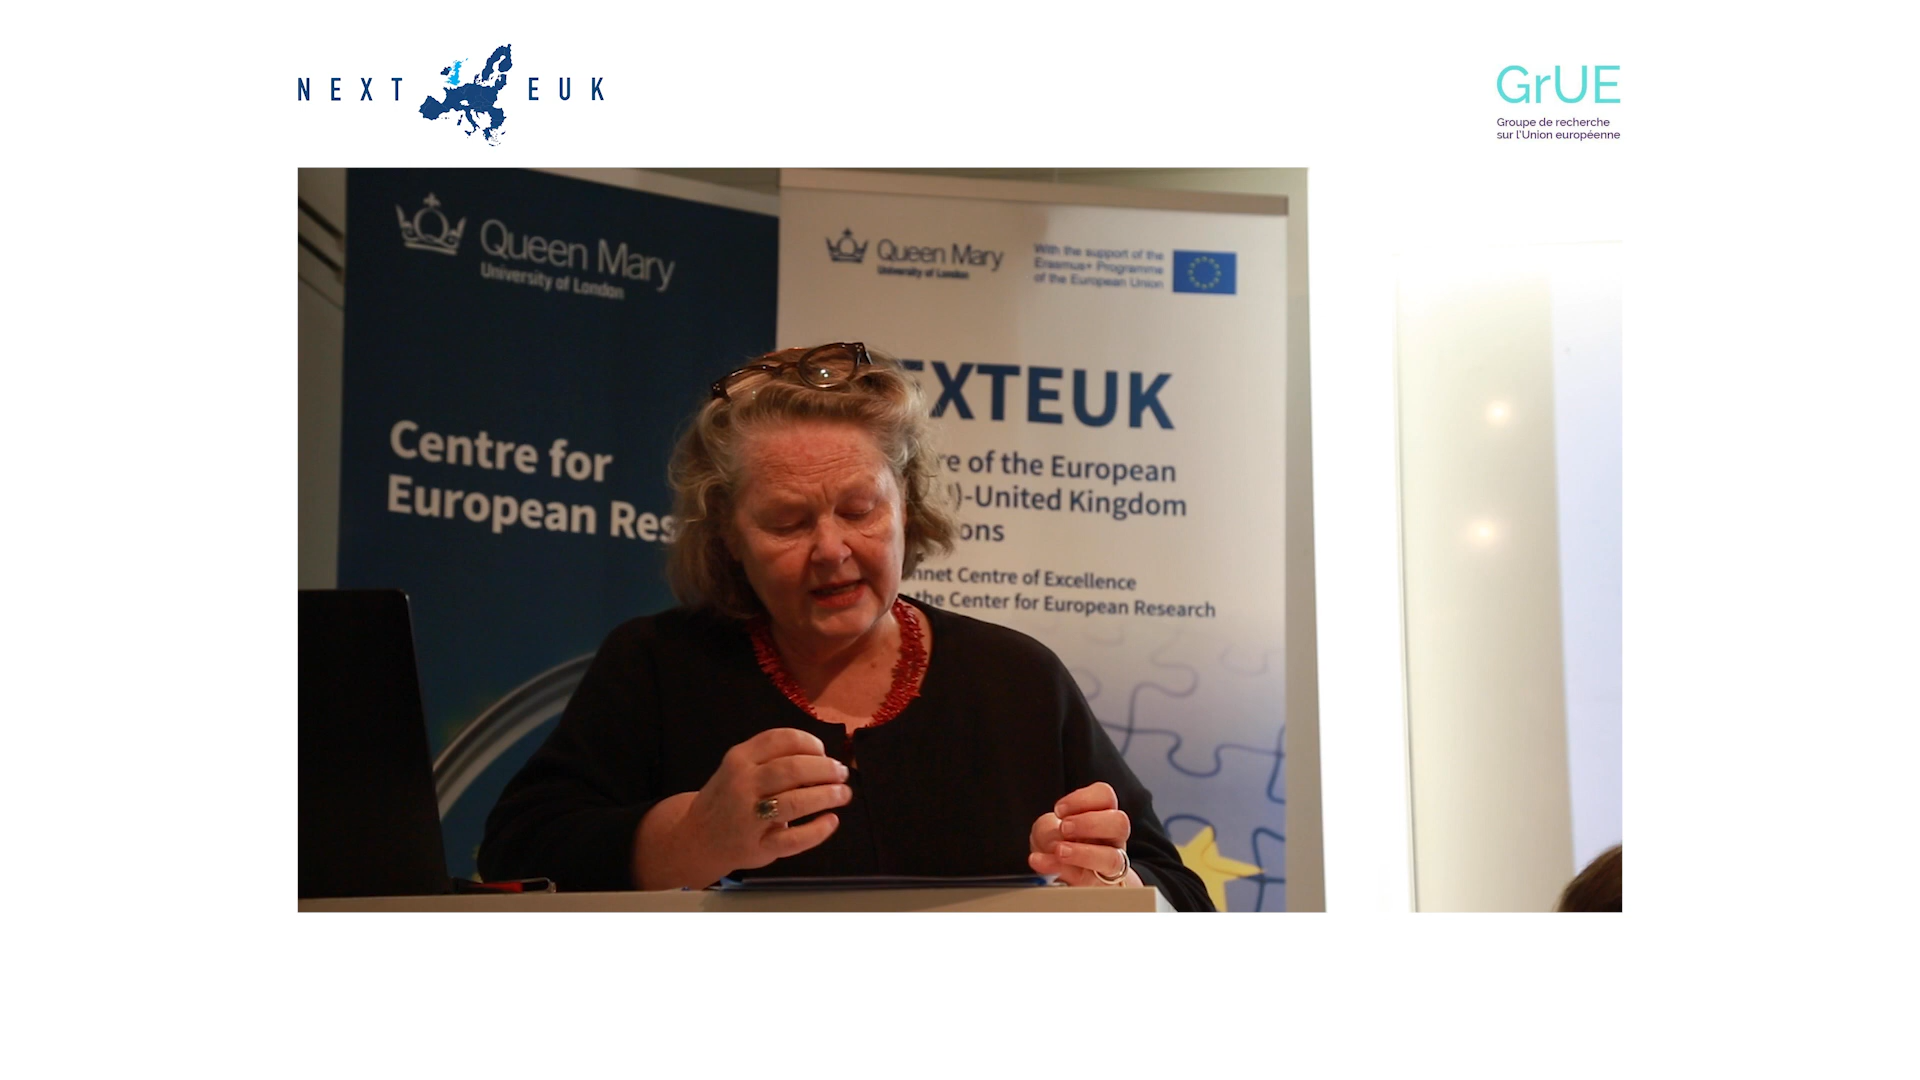 NEXT EUK
GrUE
Groupe de recherche
sur l'Union européenne
Queen Mary
University of London
Centre for
European Res
Queen Mary
University of London
With the support of the
Erasmus+ Programme
of the European Union
EXTEUK
re of the European
)-United Kingdom
ons
nnet Centre of Excellence
the Center for European Research